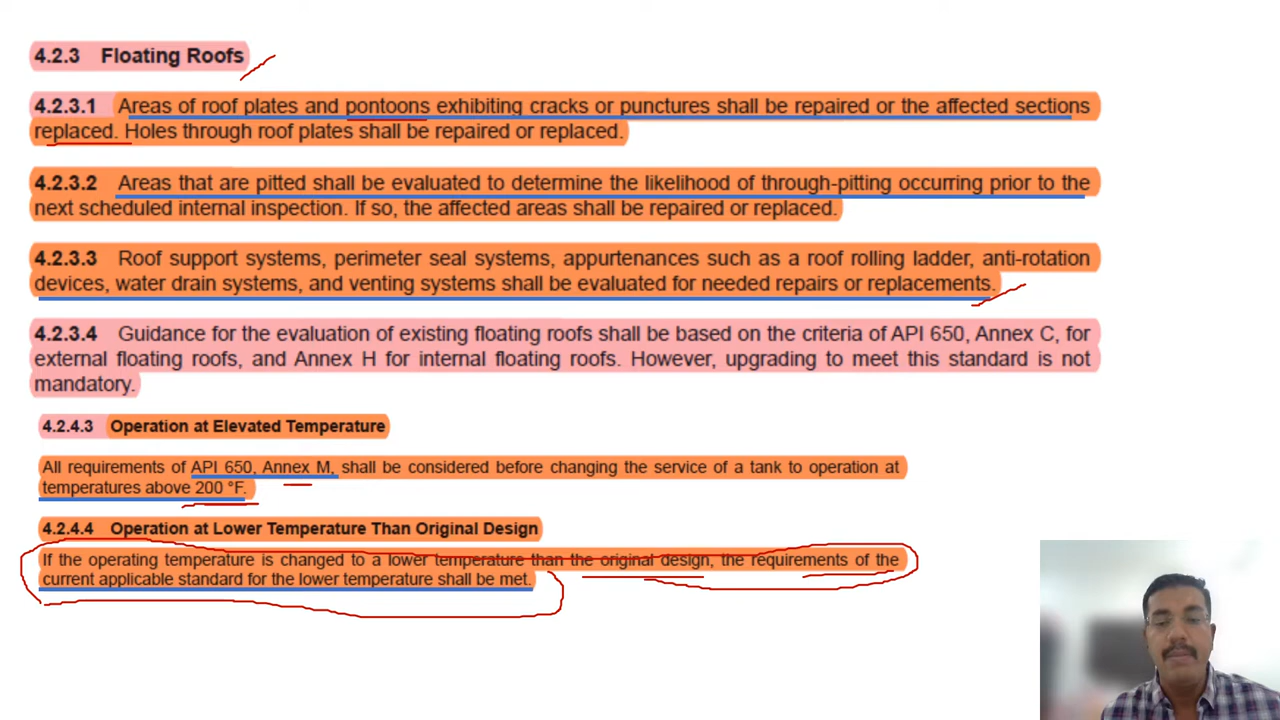 4.2.3 Floating Roofs
4.2.3.1 Areas of roof plates and pontoons exhibiting cracks or punctures shall be repaired or the affected sections
replaced. Holes through roof plates shall be repaired or replaced.
4.2.3.2 Areas that are pitted shall be evaluated to determine the likelihood of through-pitting occurring prior to the
next scheduled internal inspection. If so, the affected areas shall be repaired or replaced.
4.2.3.3 Roof support systems, perimeter seal systems, appurtenances such as a roof rolling ladder, anti-rotation
devices, water drain systems, and venting systems shall be evaluated for needed repairs or replacements.
4.2.3.4 Guidance for the evaluation of existing floating roofs shall be based on the criteria of API 650, Annex C, for
external floating roofs, and Annex H for internal floating roofs. However, upgrading to meet this standard is not
mandatory.
4.2.4.3 Operation at Elevated Temperature
All requirements of API 650, Annex M, shall be considered before changing the service of a tank to operation at
temperatures above 200 °F.
4.2.4.4 Operation at Lower Temperature Than Original Design
If the operating temperature is changed to a lower temperature than the original design, the requirements of the
current applicable standard for the lower temperature shall be met.